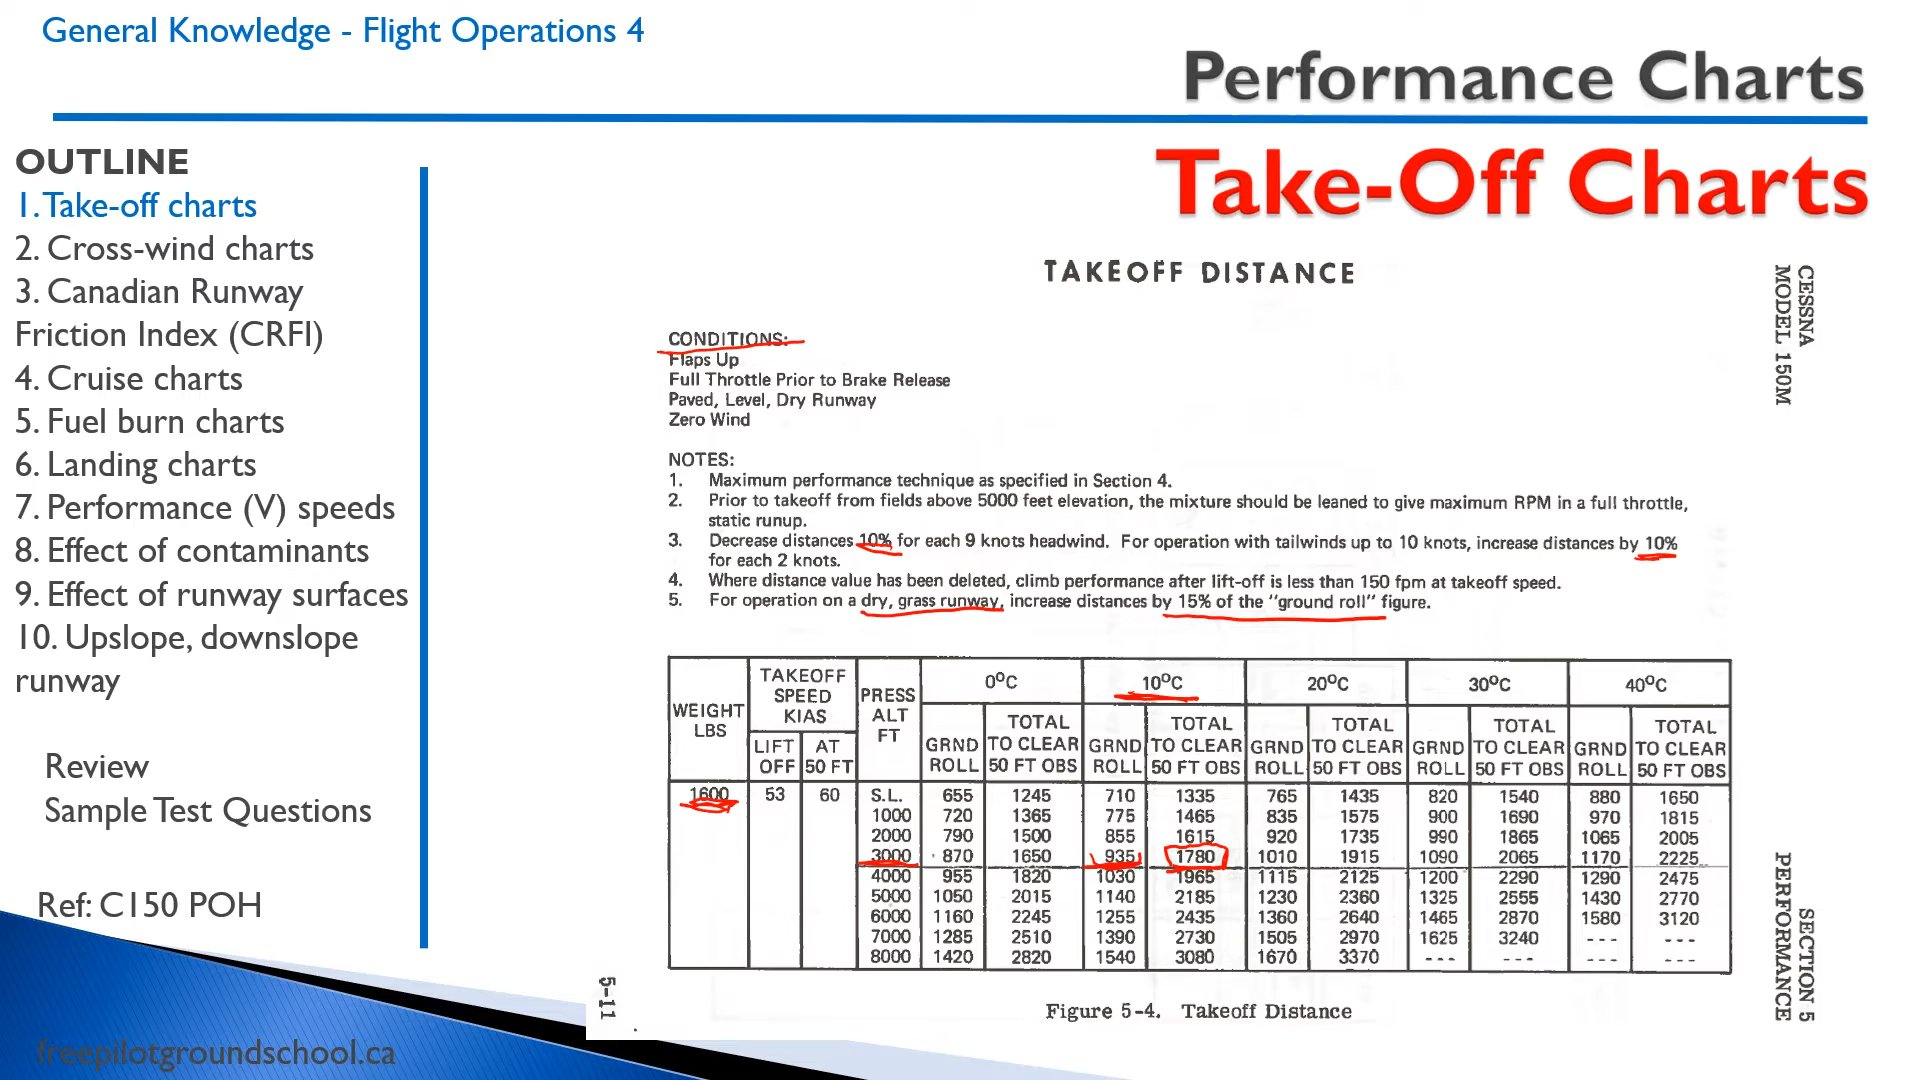 General Knowledge - Flight Operations 4
Performance Charts
Take-Off Charts
OUTLINE
1. Take-off charts
2. Cross-wind charts
3. Canadian Runway
Friction Index (CRFI)
4. Cruise charts
5. Fuel burn charts
6. Landing charts
7. Performance (V) speeds
8. Effect of contaminants
9. Effect of runway surfaces
10. Upslope, downslope
runway
Review
Sample Test Questions
Ref: C150 POH
freepilotgroundschool.ca
TAKEOFF DISTANCE
CESSNA
MODEL 150M
CONDITIONS:
Flaps Up
Full Throttle Prior to Brake Release
Paved, Level, Dry Runway
Zero Wind
NOTES:
1. Maximum performance technique as specified in Section 4.
2. Prior to takeoff from fields above 5000 feet elevation, the mixture should be leaned to give maximum RPM in a full throttle,
static runup.
3. Decrease distances 10% for each 9 knots headwind. For operation with tailwinds up to 10 knots, increase distances by 10%
for each 2 knots.
4. Where distance value has been deleted, climb performance after lift-off is less than 150 fpm at takeoff speed.
5. For operation on a dry, grass runway, increase distances by 15% of the "ground roll" figure.
WEIGHT
LBS
TAKEOFF
SPEED
KIAS
LIFT
OFF
AT
50 FT
PRESS
ALT
FT
0°C
10°C
20°C
30°C
40°C
GRND
ROLL
TOTAL
TO CLEAR
50 FT OBS
GRND
ROLL
TOTAL
TO CLEAR
50 FT OBS
GRND
ROLL
TOTAL
TO CLEAR
50 FT OBS
GRND
ROLL
TOTAL
TO CLEAR
50 FT OBS
GRND
ROLL
TOTAL
TO CLEAR
50 FT OBS
1600 53 60 S.L. 655 1245 710 1335 765 1435 820 1540 880 1650
1000 720 1365 775 1465 835 1575 900 1690 970 1815
2000 790 1500 855 1615 920 1735 990 1865 1065 2005
3000 870 1650 935 1780 1010 1915 1090 2065 1170 2225
4000 955 1820 1030 1965 1115 2125 1200 2290 1290 2475
5000 1050 2015 1140 2185 1230 2360 1325 2555 1430 2770
6000 1160 2245 1255 2435 1360 2640 1465 2870 1580 3120
7000 1285 2510 1390 2730 1505 2970 1625 3240 --- ---
8000 1420 2820 1540 3080 1670 3370 --- --- --- ---
Figure 5-4. Takeoff Distance
5-11
SECTION 5
PERFORMANCE